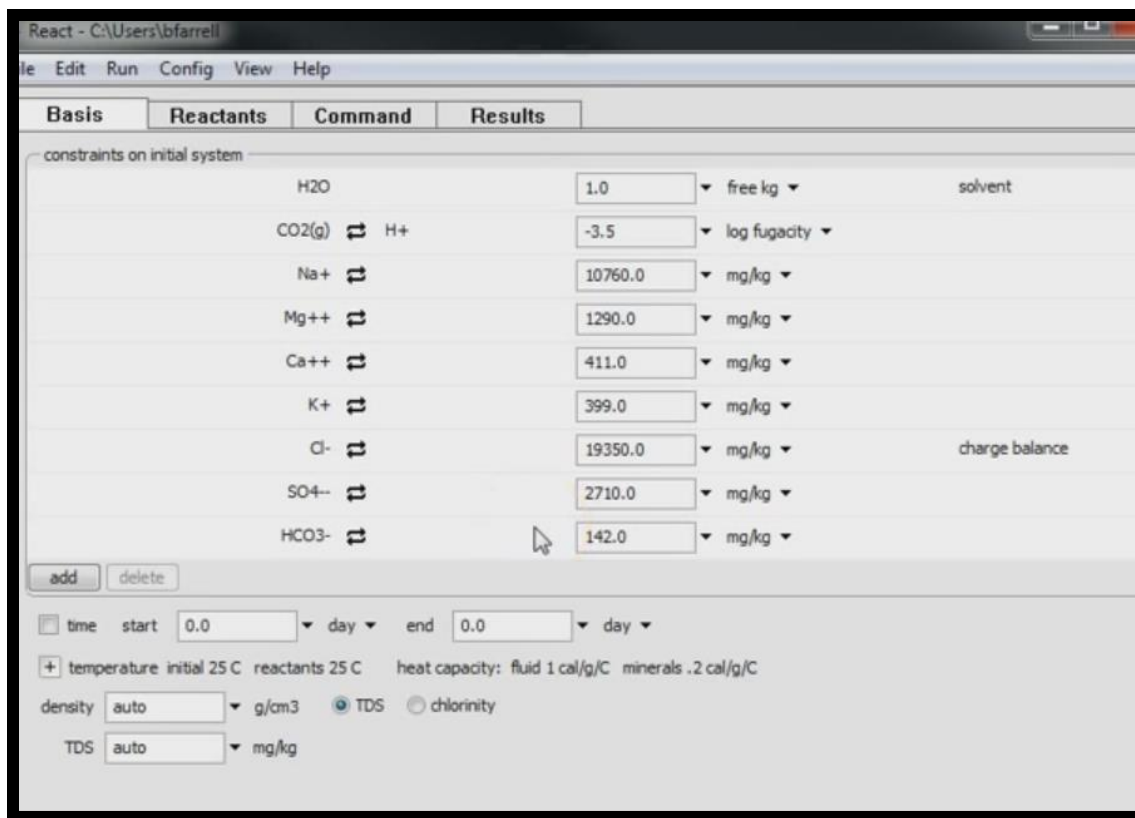 React - C:\Users\bfarrell
le Edit Run Config View Help
Basis Reactants Command Results
constraints on initial system
H2O 1.0 free kg solvent
CO2(g) H+ -3.5 log fugacity
Na+ 10760.0 mg/kg
Mg++ 1290.0 mg/kg
Ca++ 411.0 mg/kg
K+ 399.0 mg/kg
Cl- 19350.0 mg/kg charge balance
SO4-- 2710.0 mg/kg
HCO3- 142.0 mg/kg
add delete
time start 0.0 day end 0.0 day
+ temperature initial 25 C reactants 25 C heat capacity: fluid 1 cal/g/C minerals .2 cal/g/C
density auto g/cm3 TDS chlorinity
TDS auto mg/kg